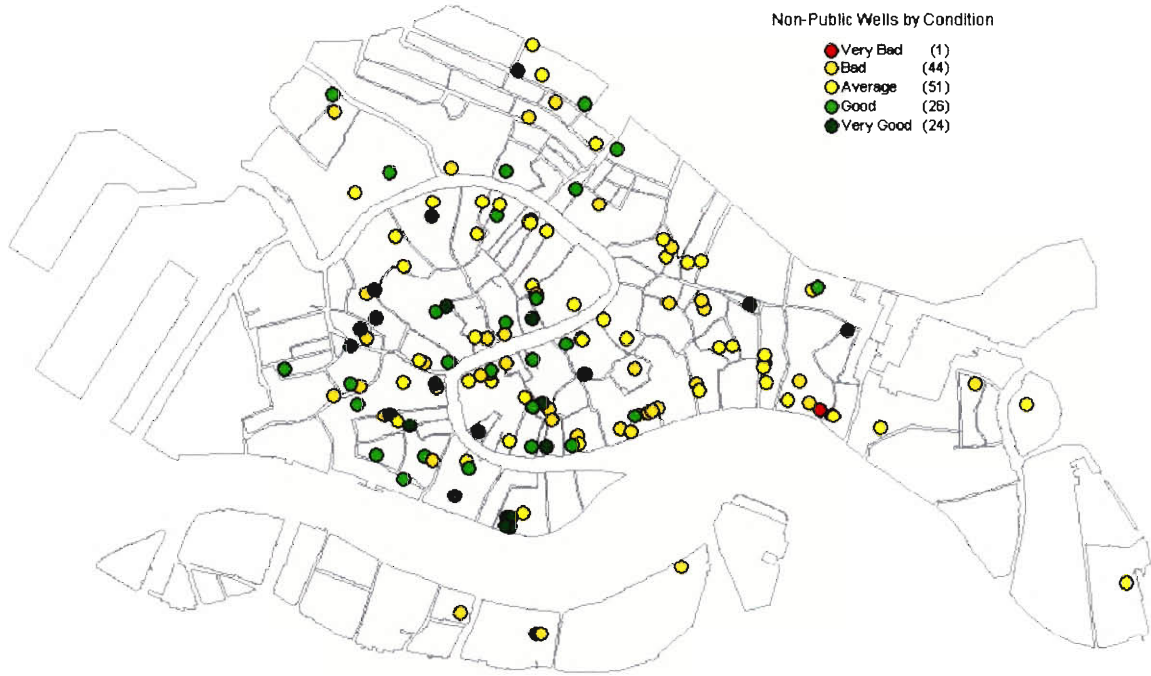 Non-Public Wells by Condition
Very Bad (1)
Bad (44)
Average (51)
Good (26)
Very Good (24)